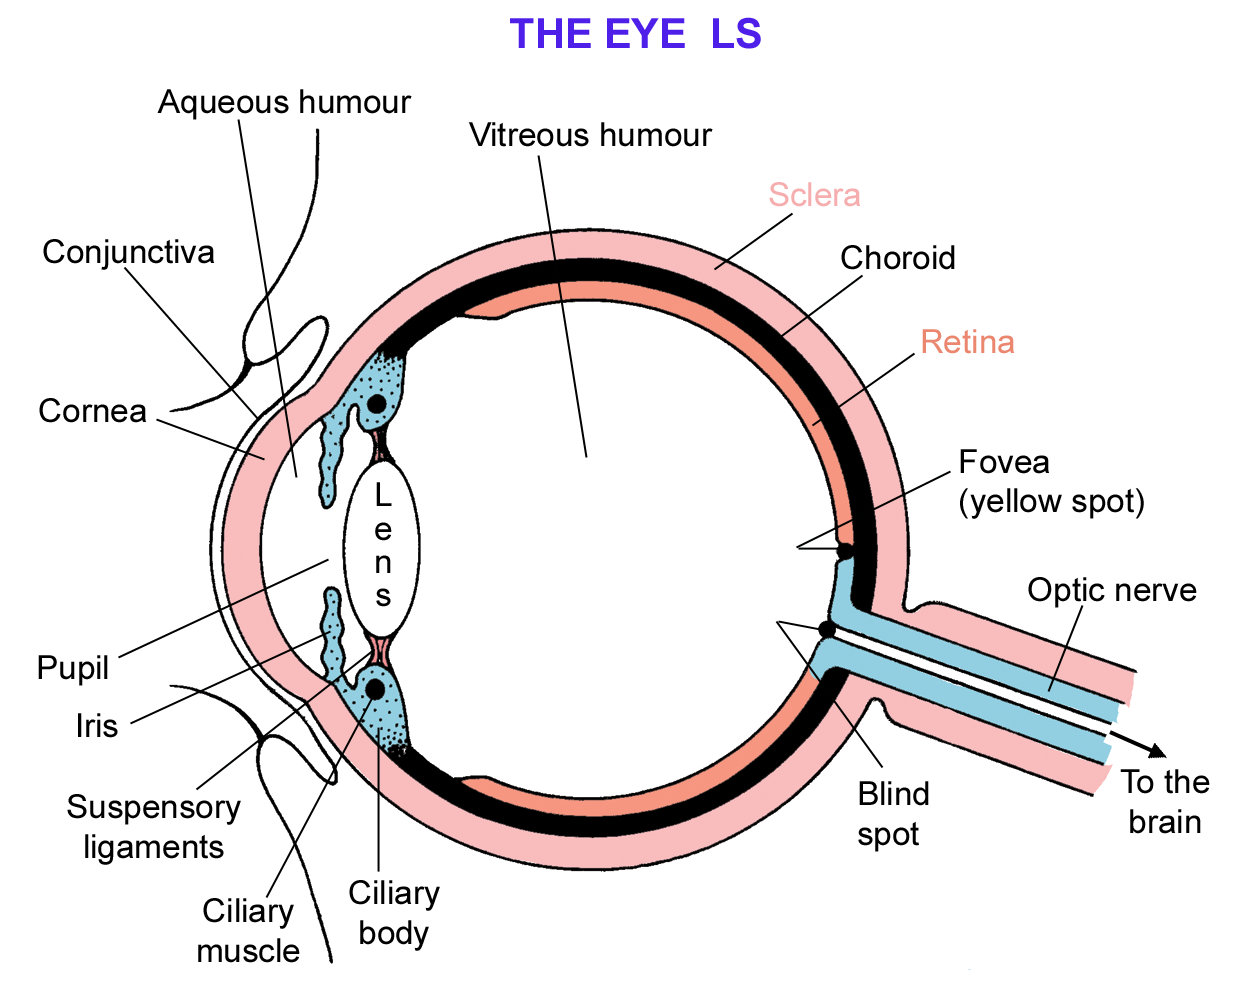 THE EYE LS
Aqueous humour
Vitreous humour
Sclera
Conjunctiva
Choroid
Retina
Cornea
Fovea
(yellow spot)
Lens
Optic nerve
Pupil
Iris
To the
brain
Suspensory
ligaments
Blind
spot
Ciliary
body
Ciliary
muscle